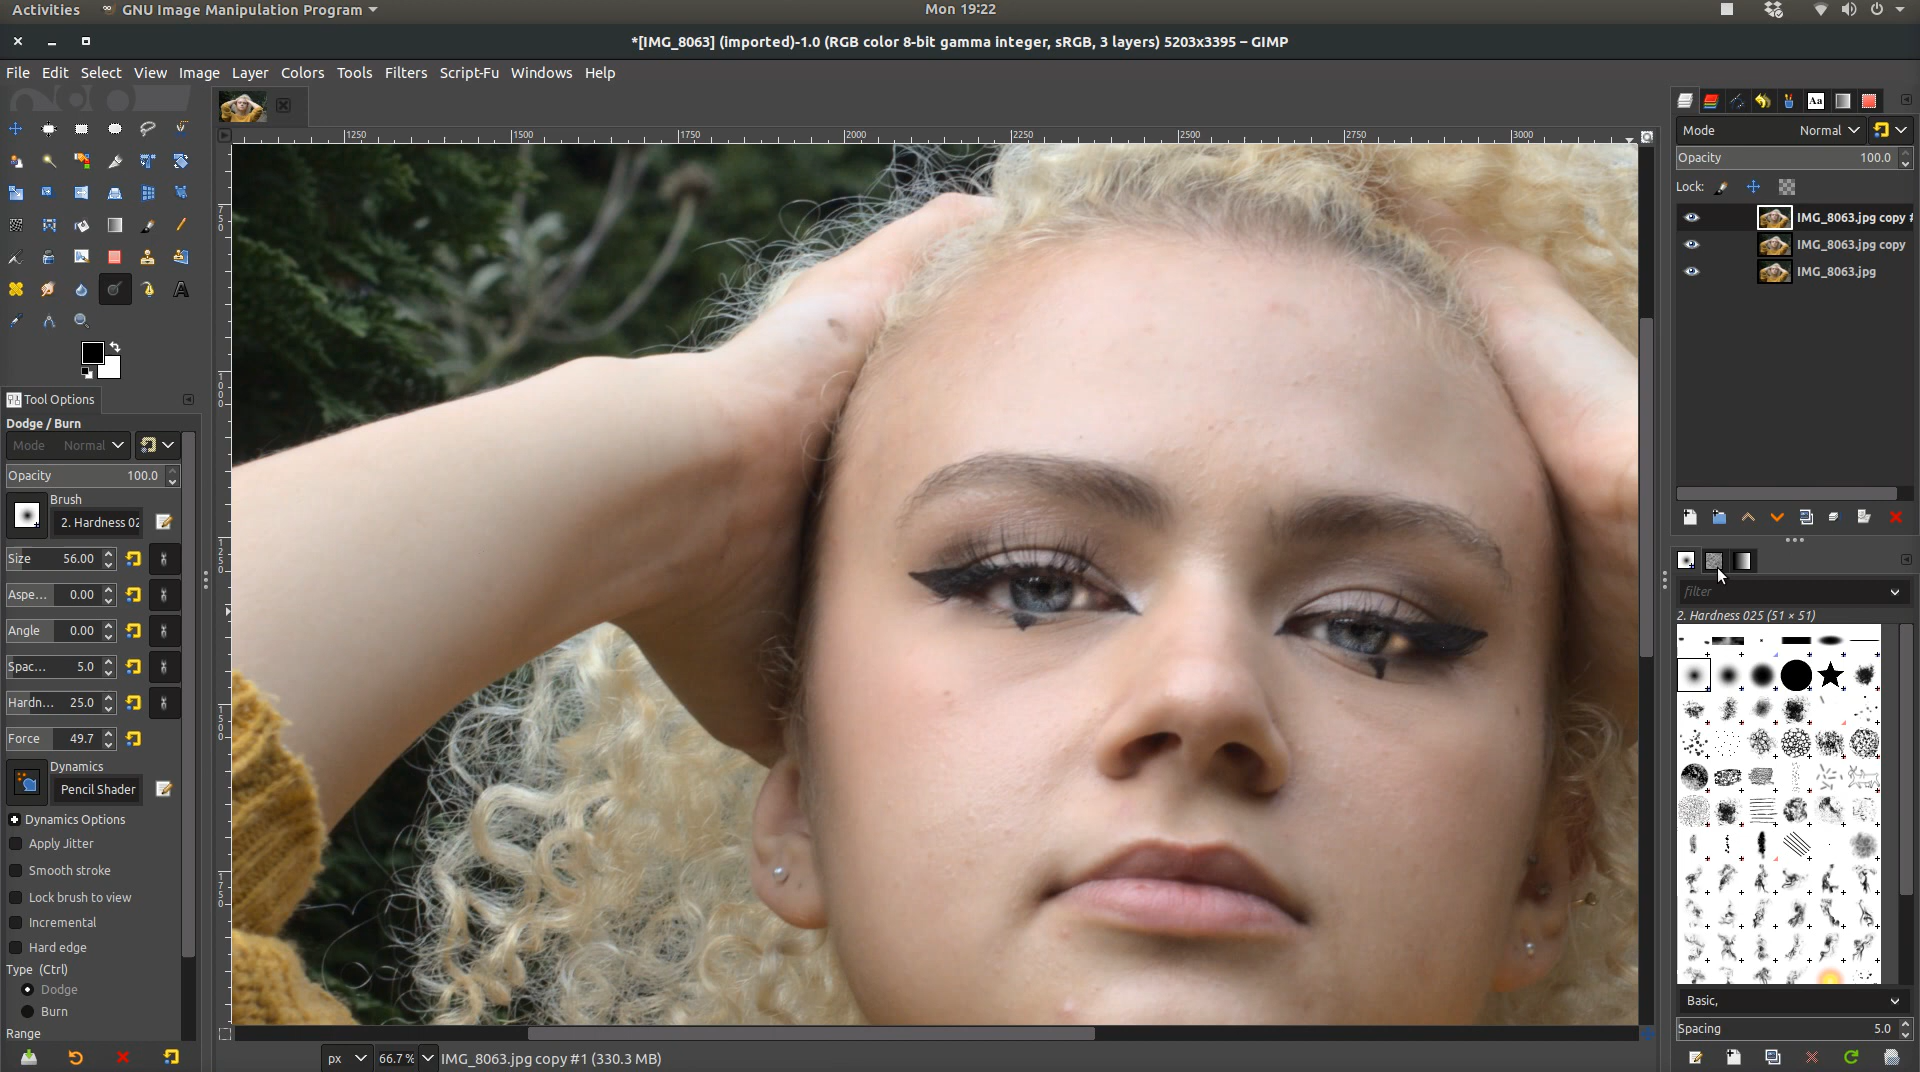 Activities GNU Image Manipulation Program Mon 19:22
*[IMG_8063] (imported)-1.0 (RGB color 8-bit gamma integer, sRGB, 3 layers) 5203x3395 – GIMP
File Edit Select View Image Layer Colors Tools Filters Script-Fu Windows Help
1250 1500 1750 2000 2250 2500 2750 3000
750
1000
1250
1500
1750
Tool Options
Dodge / Burn
Mode Normal
Opacity 100.0
Brush
2. Hardness 02
Size 56.00
Aspe... 0.00
Angle 0.00
Spac... 5.0
Hardn... 25.0
Force 49.7
Dynamics
Pencil Shader
Dynamics Options
Apply Jitter
Smooth stroke
Lock brush to view
Incremental
Hard edge
Type (Ctrl)
Dodge
Burn
Range
px 66.7 % IMG_8063.jpg copy #1 (330.3 MB)
Aa
Mode Normal
Opacity 100.0
Lock:
IMG_8063.jpg copy #
IMG_8063.jpg copy
IMG_8063.jpg
filter
2. Hardness 025 (51 × 51)
Basic,
Spacing 5.0